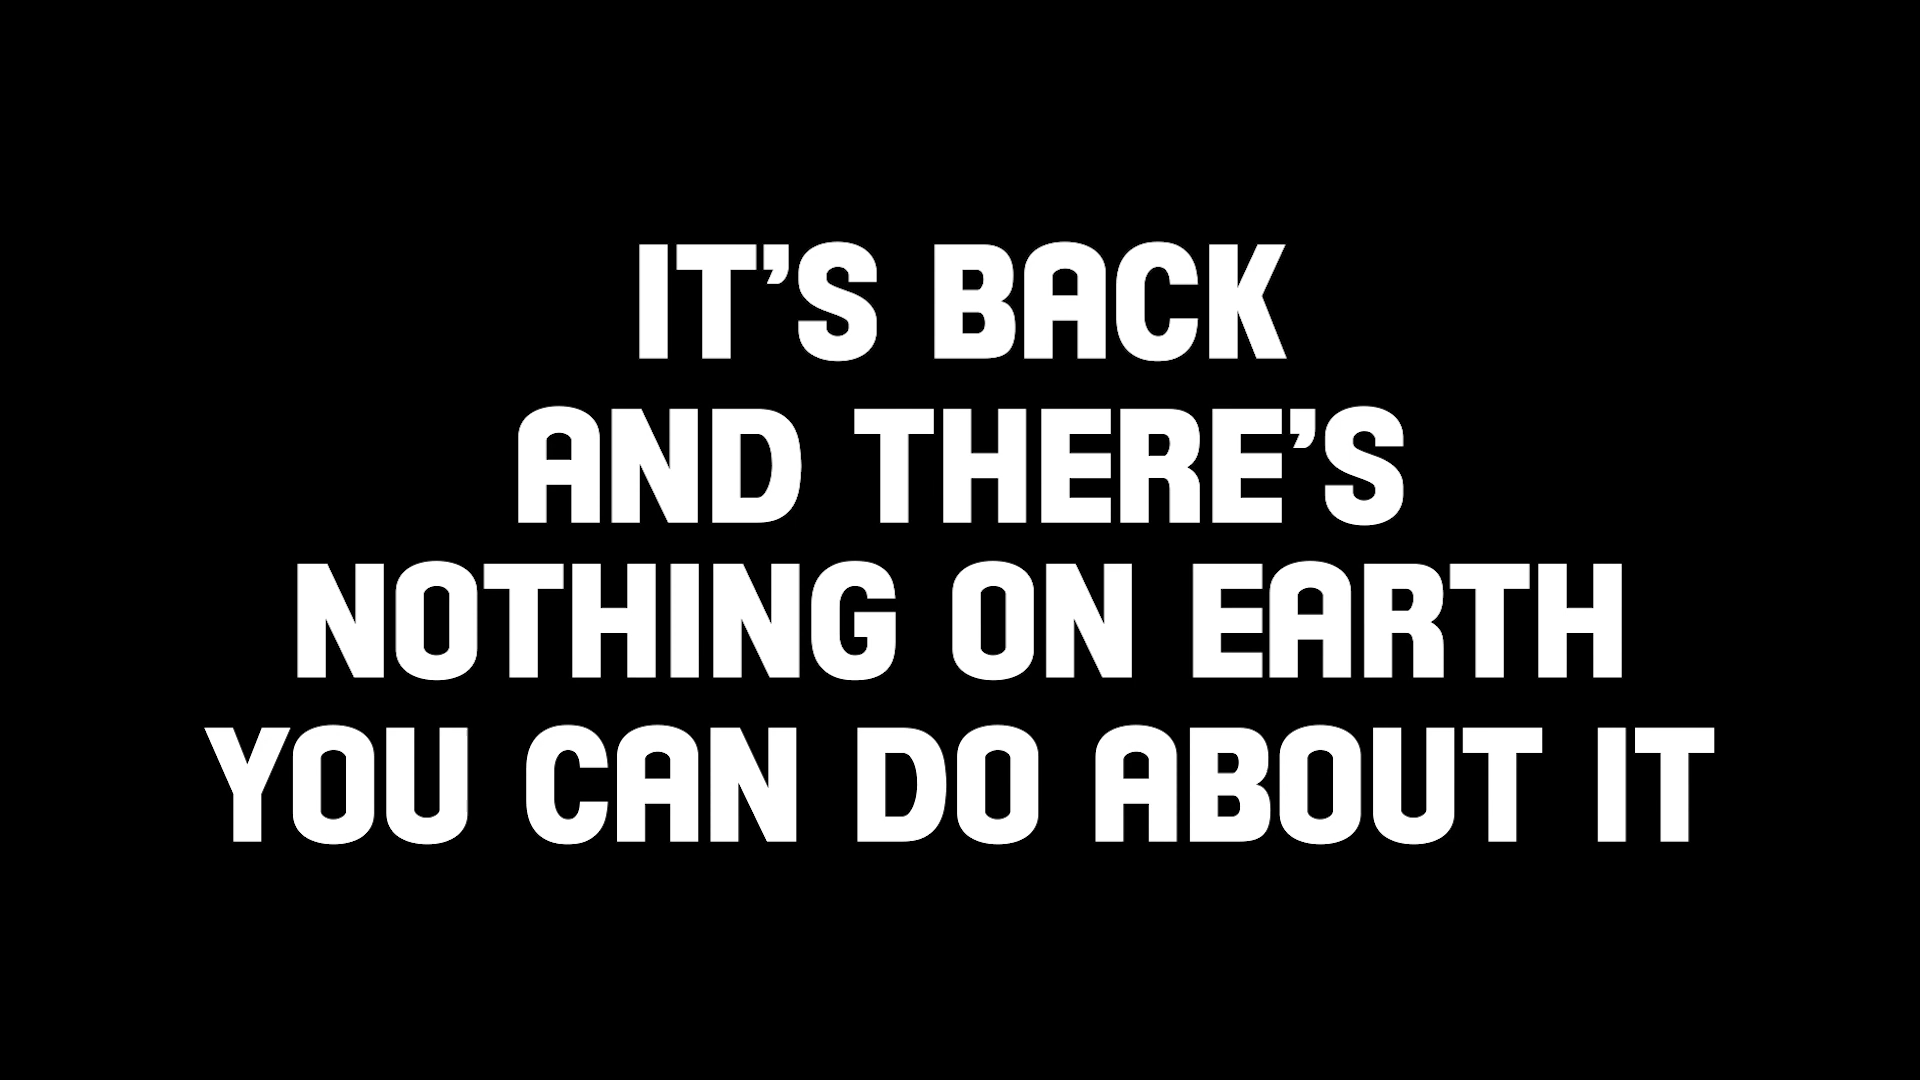 IT’S BACK
AND THERE’S
NOTHING ON EARTH
YOU CAN DO ABOUT IT